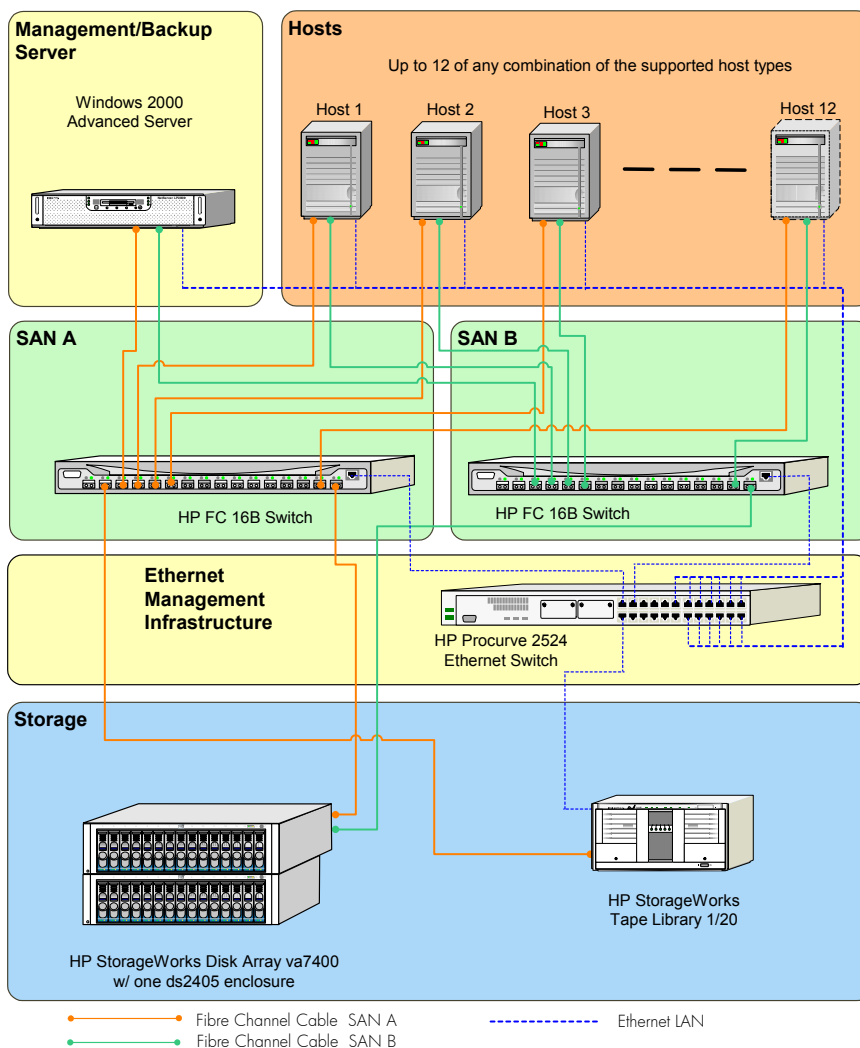 Management/Backup
Server
Windows 2000
Advanced Server
Hosts
Up to 12 of any combination of the supported host types
Host 1
Host 2
Host 3
Host 12
SAN A
HP FC 16B Switch
SAN B
HP FC 16B Switch
Ethernet
Management
Infrastructure
HP Procurve 2524
Ethernet Switch
Storage
HP StorageWorks Disk Array va7400
w/ one ds2405 enclosure
HP StorageWorks
Tape Library 1/20
Fibre Channel Cable SAN A
Fibre Channel Cable SAN B
Ethernet LAN